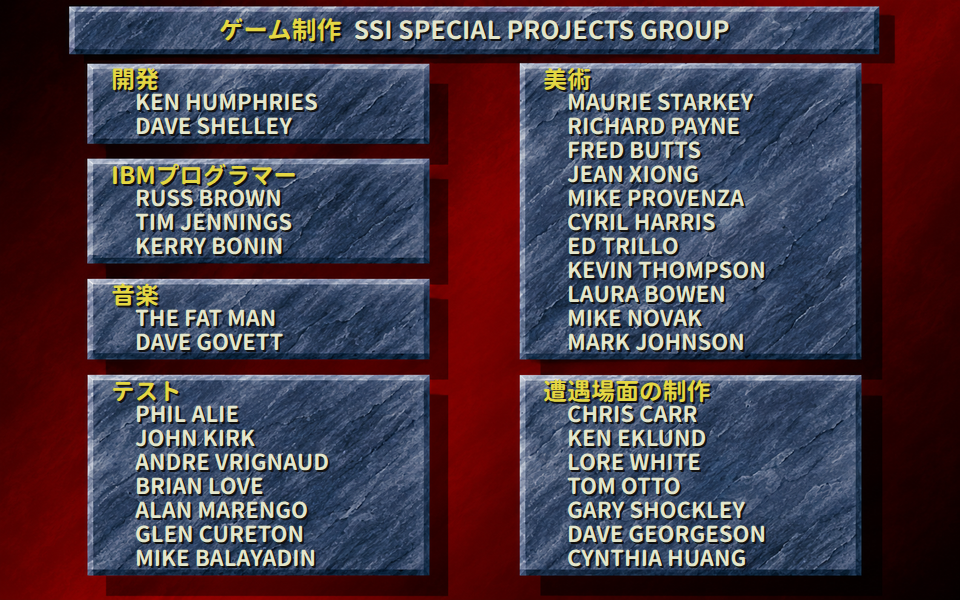 ゲーム制作 SSI SPECIAL PROJECTS GROUP
開発
KEN HUMPHRIES
DAVE SHELLEY
IBMプログラマー
RUSS BROWN
TIM JENNINGS
KERRY BONIN
音楽
THE FAT MAN
DAVE GOVETT
テスト
PHIL ALIE
JOHN KIRK
ANDRE VRIGNAUD
BRIAN LOVE
ALAN MARENGO
GLEN CURETON
MIKE BALAYADIN
美術
MAURIE STARKEY
RICHARD PAYNE
FRED BUTTS
JEAN XIONG
MIKE PROVENZA
CYRIL HARRIS
ED TRILLO
KEVIN THOMPSON
LAURA BOWEN
MIKE NOVAK
MARK JOHNSON
遭遇場面の制作
CHRIS CARR
KEN EKLUND
LORE WHITE
TOM OTTO
GARY SHOCKLEY
DAVE GEORGESON
CYNTHIA HUANG